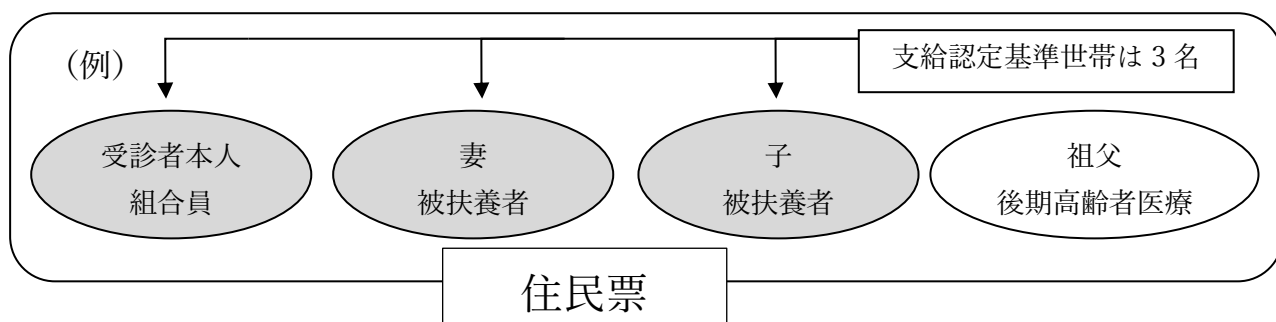 (例)
支給認定基準世帯は 3 名
受診者本人
組合員
妻
被扶養者
子
被扶養者
祖父
後期高齢者医療
住民票